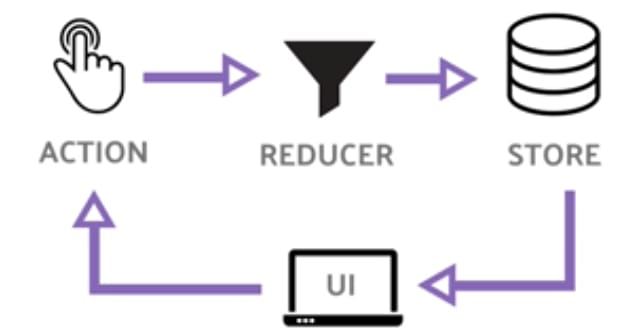 ACTION
REDUCER
STORE
UI